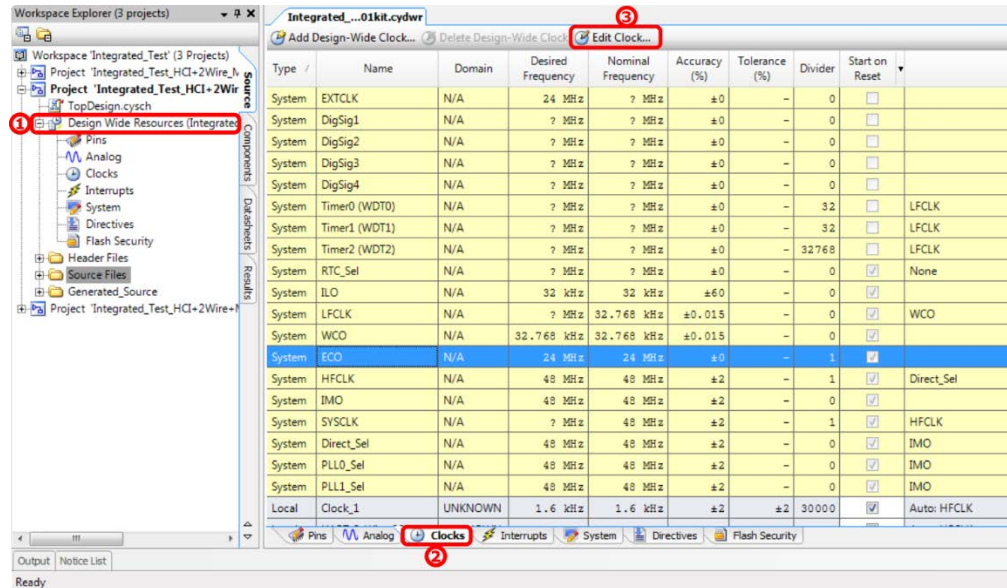 Workspace Explorer (3 projects)
Workspace 'Integrated_Test' (3 Projects)
Project 'Integrated_Test_HCI+2Wire_N
Project 'Integrated_Test_HCI+2Wir
TopDesign.cysch
① Design Wide Resources (Integrated
Pins
Analog
Clocks
Interrupts
System
Directives
Flash Security
Header Files
Source Files
Generated_Source
Project 'Integrated_Test_HCI+2Wire+N
Source
Components
Datasheets
Results
Integrated_...01kit.cydwr
③
Add Design-Wide Clock... Delete Design-Wide Clock Edit Clock...
Type / Name Domain Desired Frequency Nominal Frequency Accuracy (%) Tolerance (%) Divider Start on Reset
System EXTCLK N/A 24 MHz ? MHz ±0 - 0
System DigSig1 N/A ? MHz ? MHz ±0 - 0
System DigSig2 N/A ? MHz ? MHz ±0 - 0
System DigSig3 N/A ? MHz ? MHz ±0 - 0
System DigSig4 N/A ? MHz ? MHz ±0 - 0
System Timer0 (WDT0) N/A ? MHz ? MHz ±0 - 32 LFCLK
System Timer1 (WDT1) N/A ? MHz ? MHz ±0 - 32 LFCLK
System Timer2 (WDT2) N/A ? MHz ? MHz ±0 - 32768 LFCLK
System RTC_Sel N/A ? MHz ? MHz ±0 - 0 None
System ILO N/A 32 kHz 32 kHz ±60 - 0
System LFCLK N/A ? MHz 32.768 kHz ±0.015 - 0 WCO
System WCO N/A 32.768 kHz 32.768 kHz ±0.015 - 0
System ECO N/A 24 MHz 24 MHz ±0 - 1
System HFCLK N/A 48 MHz 48 MHz ±2 - 1 Direct_Sel
System IMO N/A 48 MHz 48 MHz ±2 - 0
System SYSCLK N/A ? MHz 48 MHz ±2 - 1 HFCLK
System Direct_Sel N/A 48 MHz 48 MHz ±2 - 0 IMO
System PLL0_Sel N/A 48 MHz 48 MHz ±2 - 0 IMO
System PLL1_Sel N/A 48 MHz 48 MHz ±2 - 0 IMO
Local Clock_1 UNKNOWN 1.6 kHz 1.6 kHz ±2 ±2 30000 Auto: HFCLK
Pins Analog Clocks Interrupts System Directives Flash Security
②
Output Notice List
Ready